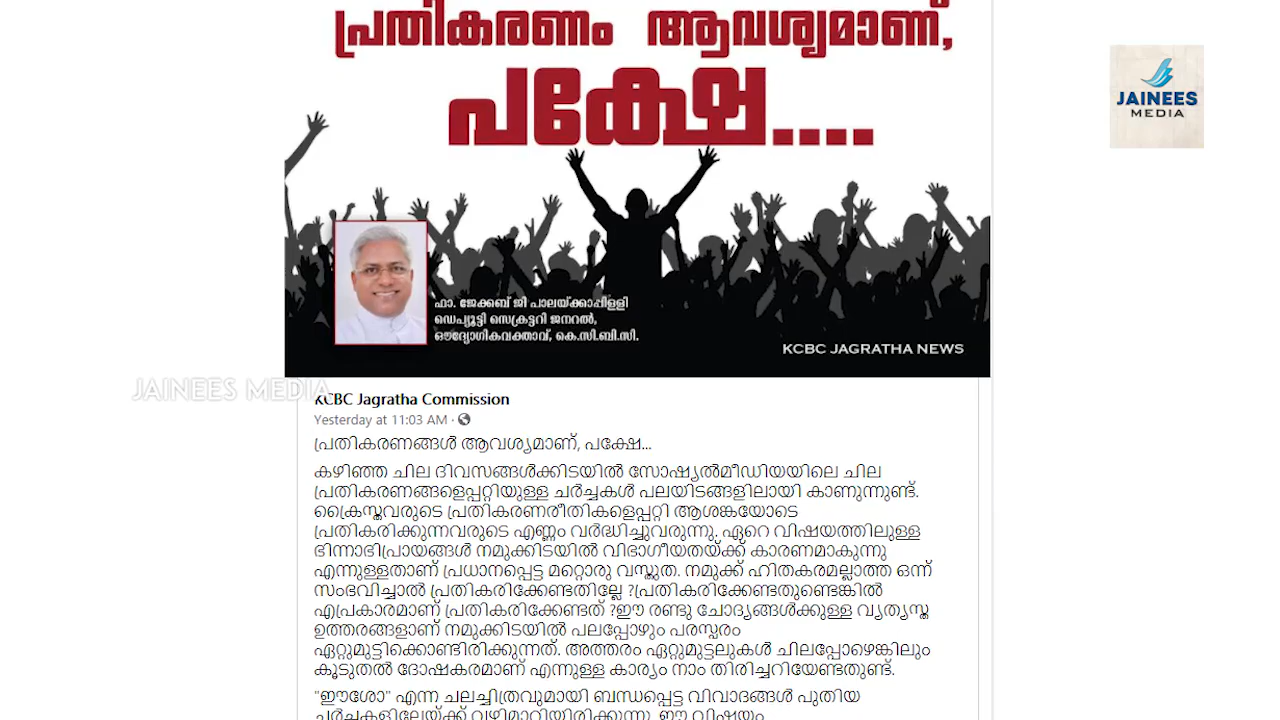 പ്രതികരണം ആവശ്യമാണ്,
പക്ഷേ....
JAINEES
MEDIA
ഫാ. ജേക്കബ് ജി പാലയ്ക്കാപ്പിള്ളി
ഡെപ്യൂട്ടി സെക്രട്ടറി ജനറൽ,
ഔദ്യോഗികവക്താവ്, കെ.സി.ബി.സി.
KCBC JAGRATHA NEWS
JAINEES MEDIA
KCBC Jagratha Commission
Yesterday at 11:03 AM ·
പ്രതികരണങ്ങൾ ആവശ്യമാണ്, പക്ഷേ...
കഴിഞ്ഞ ചില ദിവസങ്ങൾക്കിടയിൽ സോഷ്യൽമീഡിയയിലെ ചില
പ്രതികരണങ്ങളെപ്പറ്റിയുള്ള ചർച്ചകൾ പലയിടങ്ങളിലായി കാണുന്നുണ്ട്.
ക്രൈസ്തവരുടെ പ്രതികരണരീതികളെപ്പറ്റി ആശങ്കയോടെ
പ്രതികരിക്കുന്നവരുടെ എണ്ണം വർദ്ധിച്ചുവരുന്നു. ഏറെ വിഷയത്തിലുള്ള
ഭിന്നാഭിപ്രായങ്ങൾ നമുക്കിടയിൽ വിഭാഗീയതയ്ക്ക് കാരണമാകുന്നു
എന്നുള്ളതാണ് പ്രധാനപ്പെട്ട മറ്റൊരു വസ്തുത. നമുക്ക് ഹിതകരമല്ലാത്ത ഒന്ന്
സംഭവിച്ചാൽ പ്രതികരിക്കേണ്ടതില്ലേ ?പ്രതികരിക്കേണ്ടതുണ്ടെങ്കിൽ
എപ്രകാരമാണ് പ്രതികരിക്കേണ്ടത് ?ഈ രണ്ടു ചോദ്യങ്ങൾക്കുള്ള വ്യത്യസ്ത
ഉത്തരങ്ങളാണ് നമുക്കിടയിൽ പലപ്പോഴും പരസ്പരം
ഏറ്റുമുട്ടിക്കൊണ്ടിരിക്കുന്നത്. അത്തരം ഏറ്റുമുട്ടലുകൾ ചിലപ്പോഴെങ്കിലും
കൂടുതൽ ദോഷകരമാണ് എന്നുള്ള കാര്യം നാം തിരിച്ചറിയേണ്ടതുണ്ട്.
"ഈശോ" എന്ന ചലച്ചിത്രവുമായി ബന്ധപ്പെട്ട വിവാദങ്ങൾ പുതിയ
ചർച്ചകളിലേയ്ക്ക് വഴിമാറിയിരിക്കുന്നു. ഈ വിഷയം